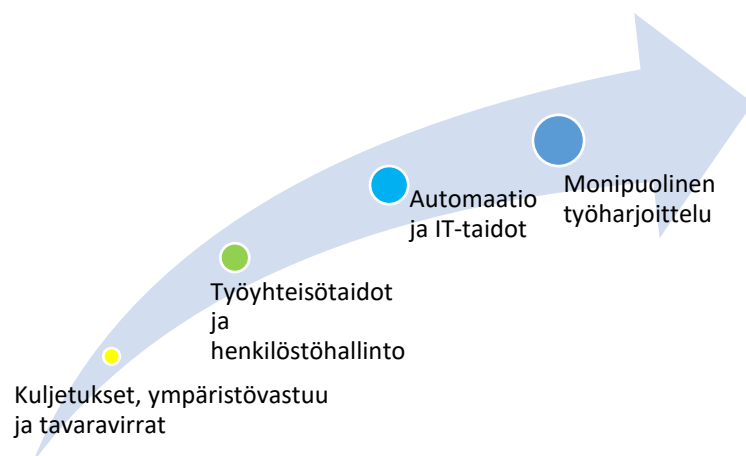 Kuljetukset, ympäristövastuu
ja tavaravirrat
Työyhteisötaidot
ja
henkilöstöhallinto
Automaatio
ja IT-taidot
Monipuolinen
työharjoittelu